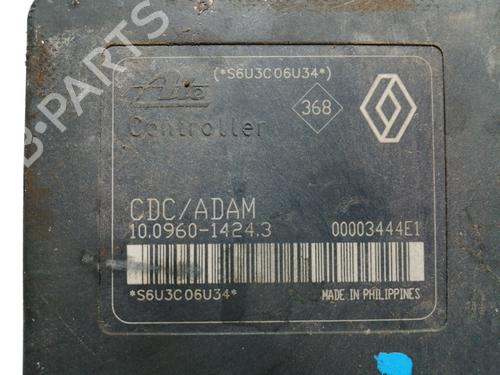 (*S6U3C06U34*)
Ate
368
Controller
CDC/ADAM
10.0960-1424.3 00003444E1
*S6U3C06U34*
MADE IN PHILIPPINES
B-PARTS